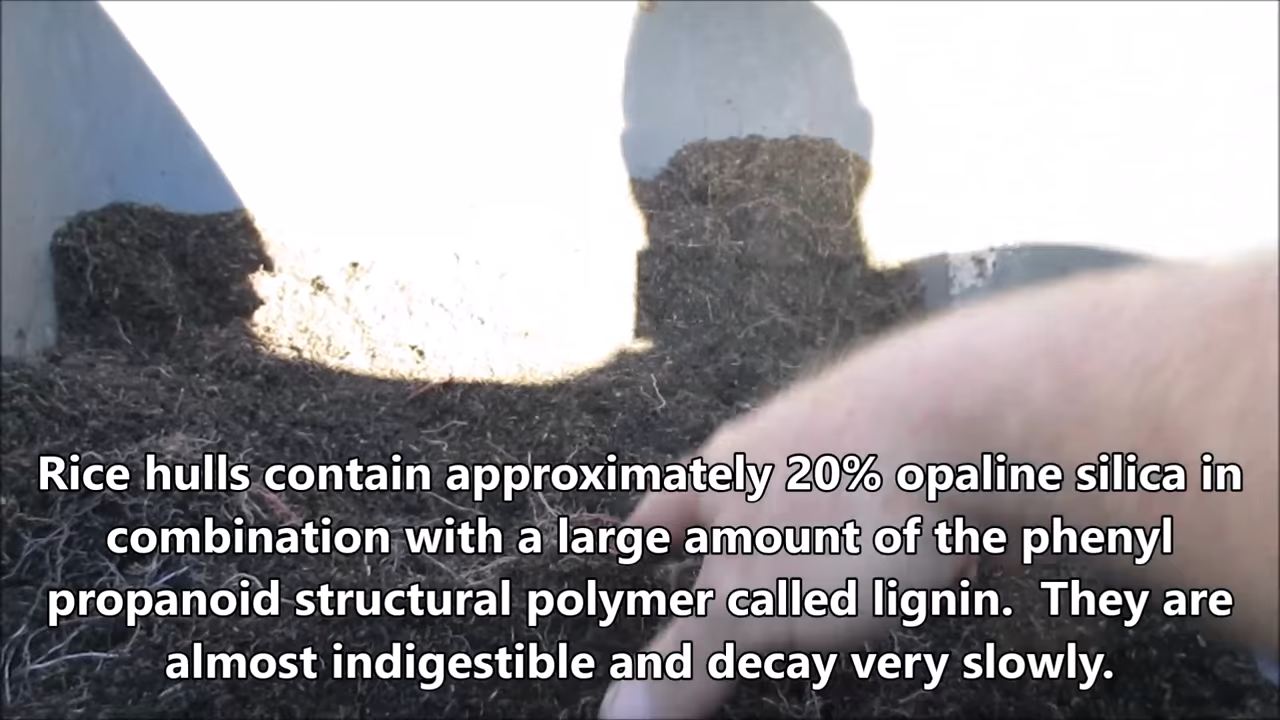 Rice hulls contain approximately 20% opaline silica in
combination with a large amount of the phenyl
propanoid structural polymer called lignin.  They are
almost indigestible and decay very slowly.